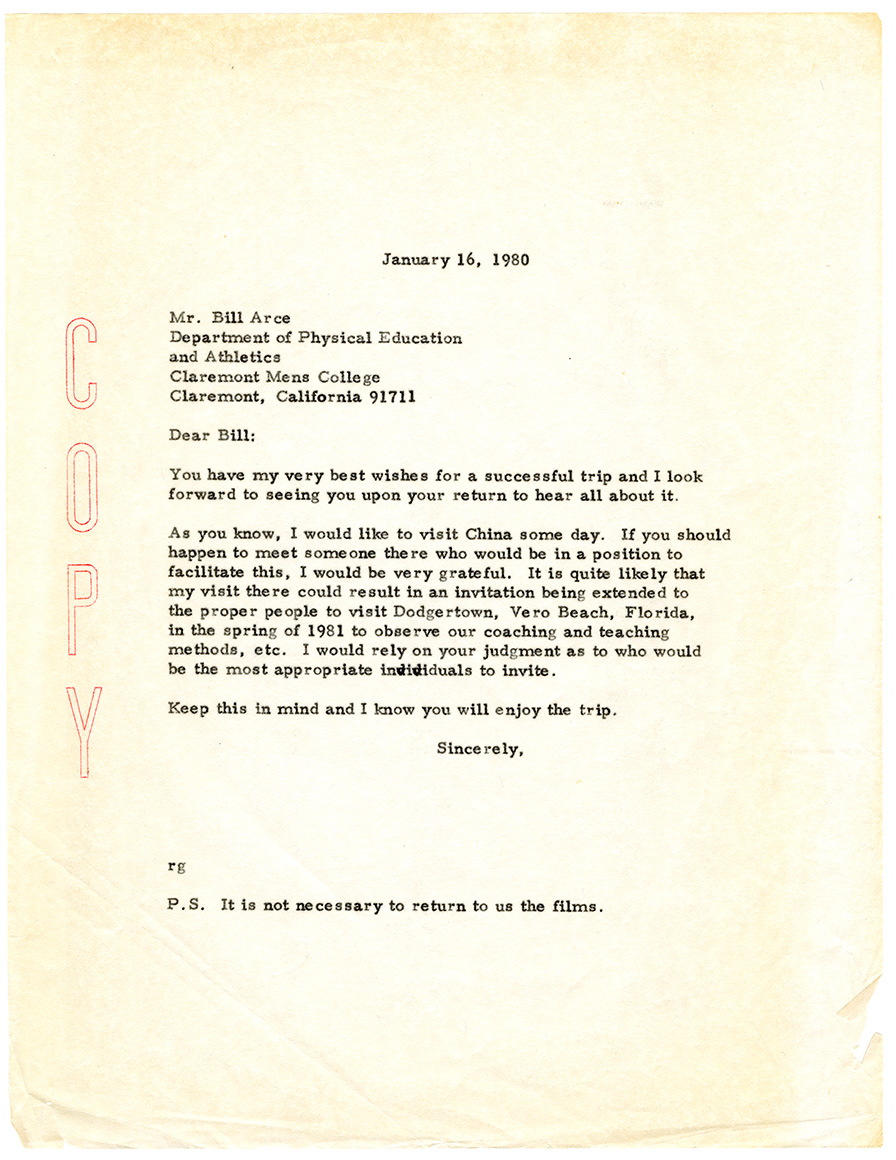 January 16, 1980
Mr. Bill Arce
Department of Physical Education
and Athletics
Claremont Mens College
Claremont, California 91711
Dear Bill:
You have my very best wishes for a successful trip and I look
forward to seeing you upon your return to hear all about it.
As you know, I would like to visit China some day. If you should
happen to meet someone there who would be in a position to
facilitate this, I would be very grateful. It is quite likely that
my visit there could result in an invitation being extended to
the proper people to visit Dodgertown, Vero Beach, Florida,
in the spring of 1981 to observe our coaching and teaching
methods, etc. I would rely on your judgment as to who would
be the most appropriate individuals to invite.
Keep this in mind and I know you will enjoy the trip.
Sincerely,
rg
P.S. It is not necessary to return to us the films.
COPY